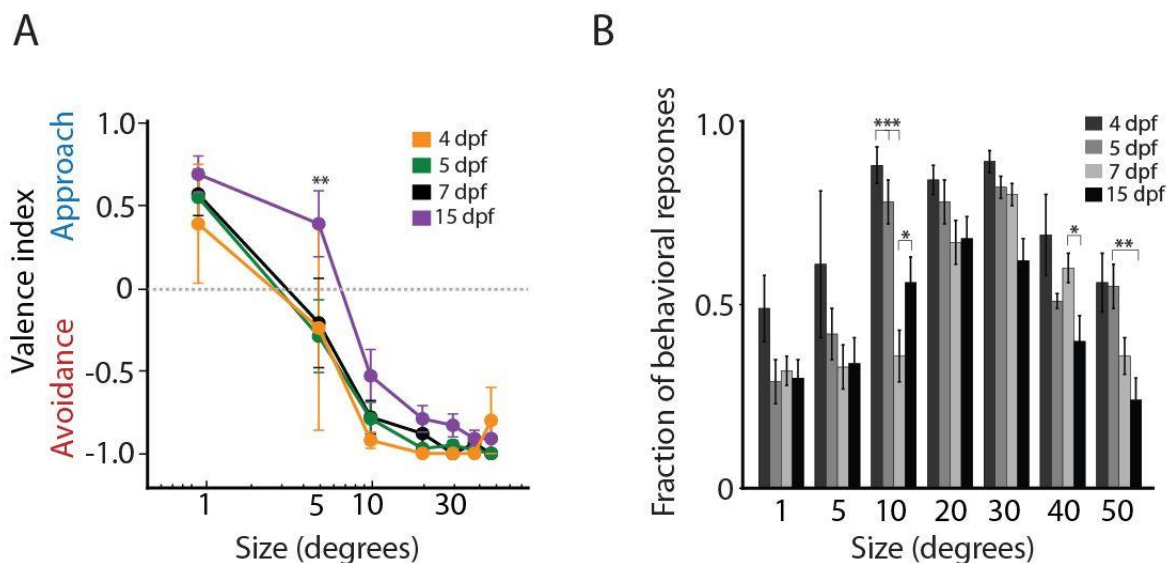 A
Approach
Avoidance
Valence index
1.0
0.5
0
-0.5
-1.0
**
4 dpf
5 dpf
7 dpf
15 dpf
1
5
10
30
Size (degrees)
B
Fraction of behavioral repsonses
1.0
0.5
0
***
*
*
**
4 dpf
5 dpf
7 dpf
15 dpf
1
5
10
20
30
40
50
Size (degrees)